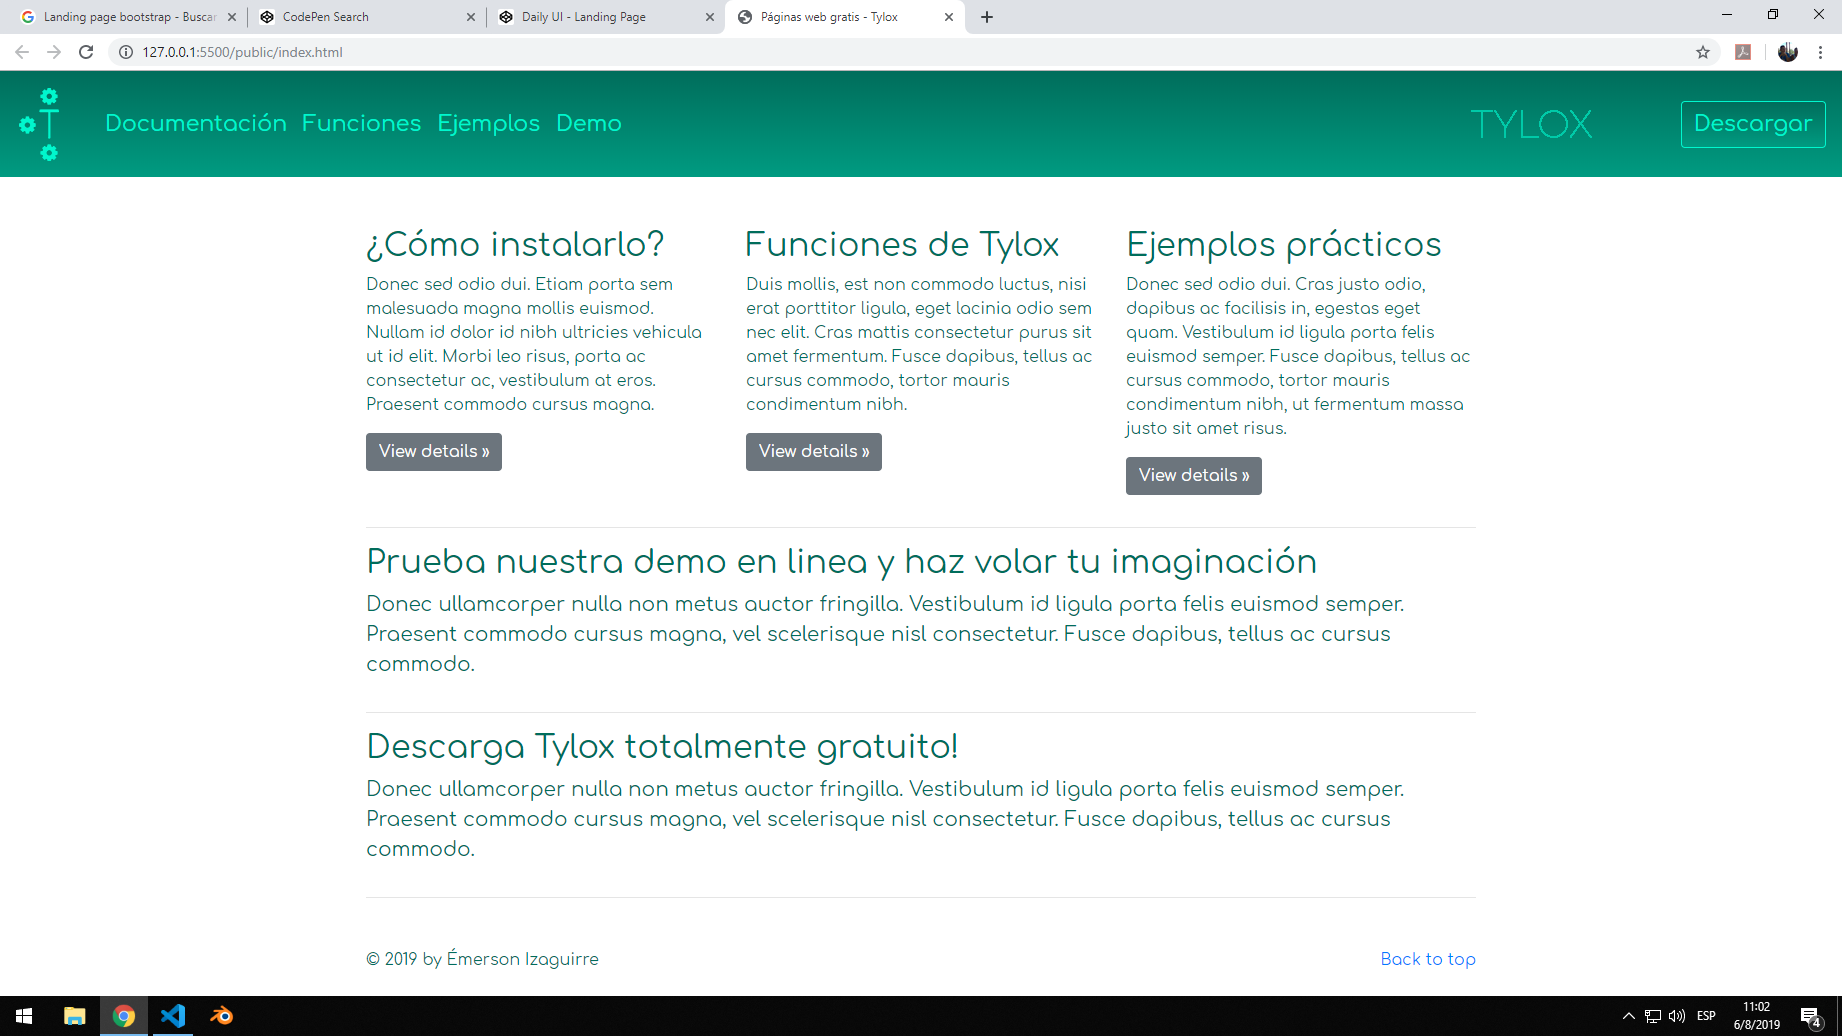 Landing page bootstrap - Buscar
CodePen Search
Daily UI - Landing Page
Páginas web gratis - Tylox
127.0.0.1:5500/public/index.html
T
Documentación Funciones Ejemplos Demo
TYLOX
Descargar
¿Cómo instalarlo?
Donec sed odio dui. Etiam porta sem
malesuada magna mollis euismod.
Nullam id dolor id nibh ultricies vehicula
ut id elit. Morbi leo risus, porta ac
consectetur ac, vestibulum at eros.
Praesent commodo cursus magna.
View details »
Funciones de Tylox
Duis mollis, est non commodo luctus, nisi
erat porttitor ligula, eget lacinia odio sem
nec elit. Cras mattis consectetur purus sit
amet fermentum. Fusce dapibus, tellus ac
cursus commodo, tortor mauris
condimentum nibh.
View details »
Ejemplos prácticos
Donec sed odio dui. Cras justo odio,
dapibus ac facilisis in, egestas eget
quam. Vestibulum id ligula porta felis
euismod semper. Fusce dapibus, tellus ac
cursus commodo, tortor mauris
condimentum nibh, ut fermentum massa
justo sit amet risus.
View details »
Prueba nuestra demo en linea y haz volar tu imaginación
Donec ullamcorper nulla non metus auctor fringilla. Vestibulum id ligula porta felis euismod semper.
Praesent commodo cursus magna, vel scelerisque nisl consectetur. Fusce dapibus, tellus ac cursus
commodo.
Descarga Tylox totalmente gratuito!
Donec ullamcorper nulla non metus auctor fringilla. Vestibulum id ligula porta felis euismod semper.
Praesent commodo cursus magna, vel scelerisque nisl consectetur. Fusce dapibus, tellus ac cursus
commodo.
© 2019 by Émerson Izaguirre
Back to top
ESP
11:02
6/8/2019
4